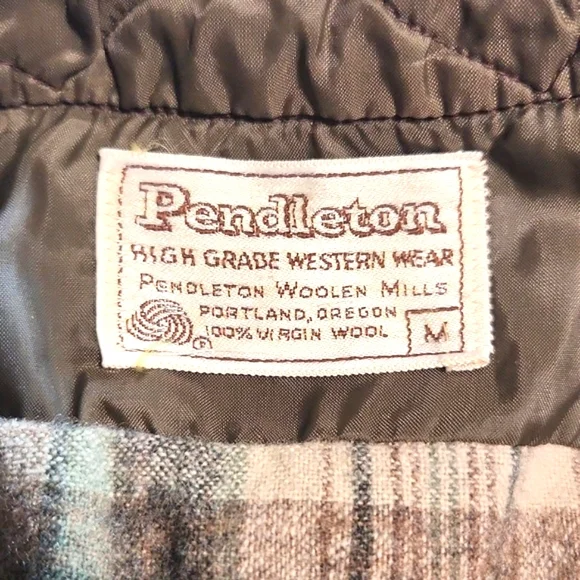 Pendleton
HIGH GRADE WESTERN WEAR
PENDLETON WOOLEN MILLS
PORTLAND, OREGON
100% VIRGIN WOOL
M
®